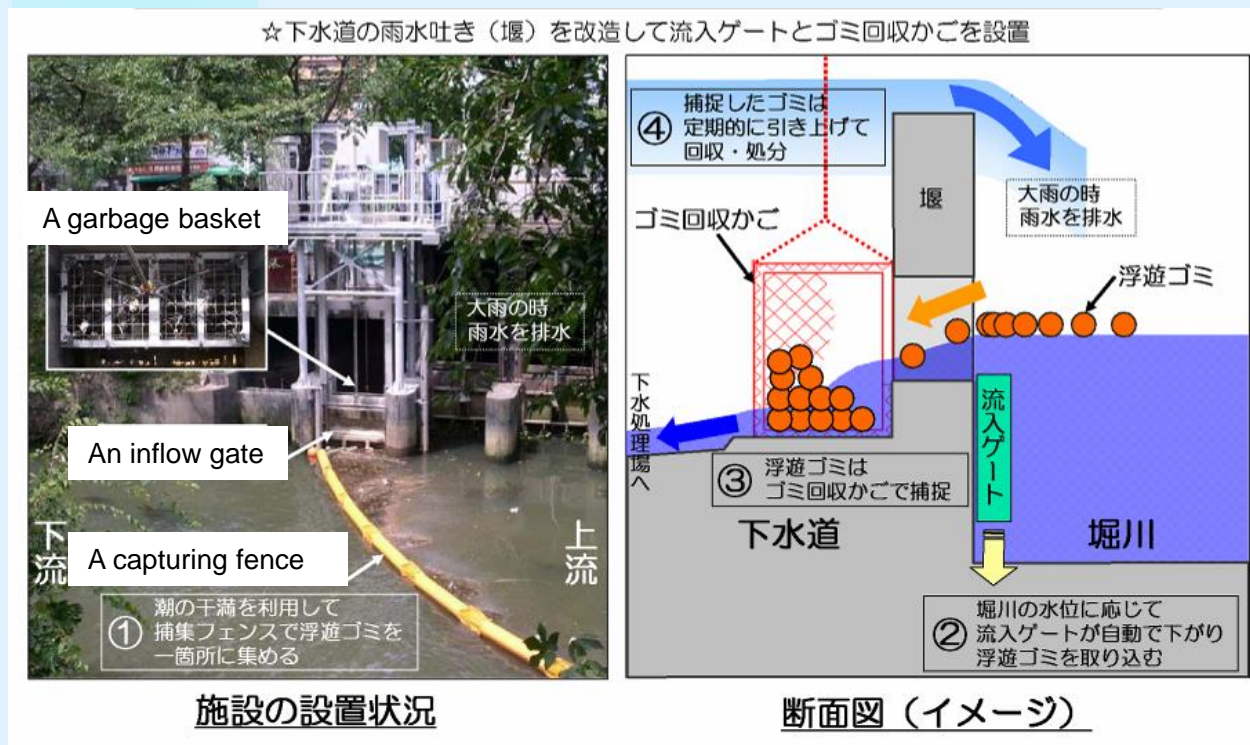 ☆下水道の雨水吐き（堰）を改造して流入ゲートとゴミ回収かごを設置
A garbage basket
大雨の時
雨水を排水
An inflow gate
A capturing fence
下流
上流
① 潮の干満を利用して
捕集フェンスで浮遊ゴミを
一箇所に集める
施設の設置状況
④ 捕捉したゴミは
定期的に引き上げて
回収・処分
堰
大雨の時
雨水を排水
ゴミ回収かご
浮遊ゴミ
下水処理場へ
流入ゲート
③ 浮遊ゴミは
ゴミ回収かごで捕捉
下水道
堀川
② 堀川の水位に応じて
流入ゲートが自動で下がり
浮遊ゴミを取り込む
断面図（イメージ）